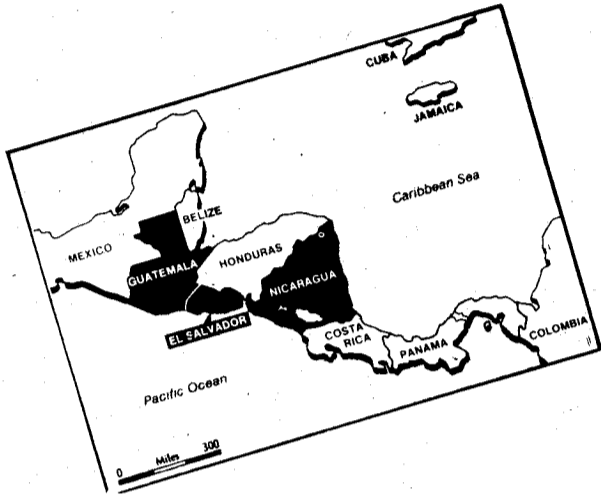 CUBA
JAMAICA
Caribbean Sea
BELIZE
MEXICO
GUATEMALA
HONDURAS
NICARAGUA
EL SALVADOR
COSTA
RICA
PANAMA
COLOMBIA
Pacific Ocean
0 Miles 300